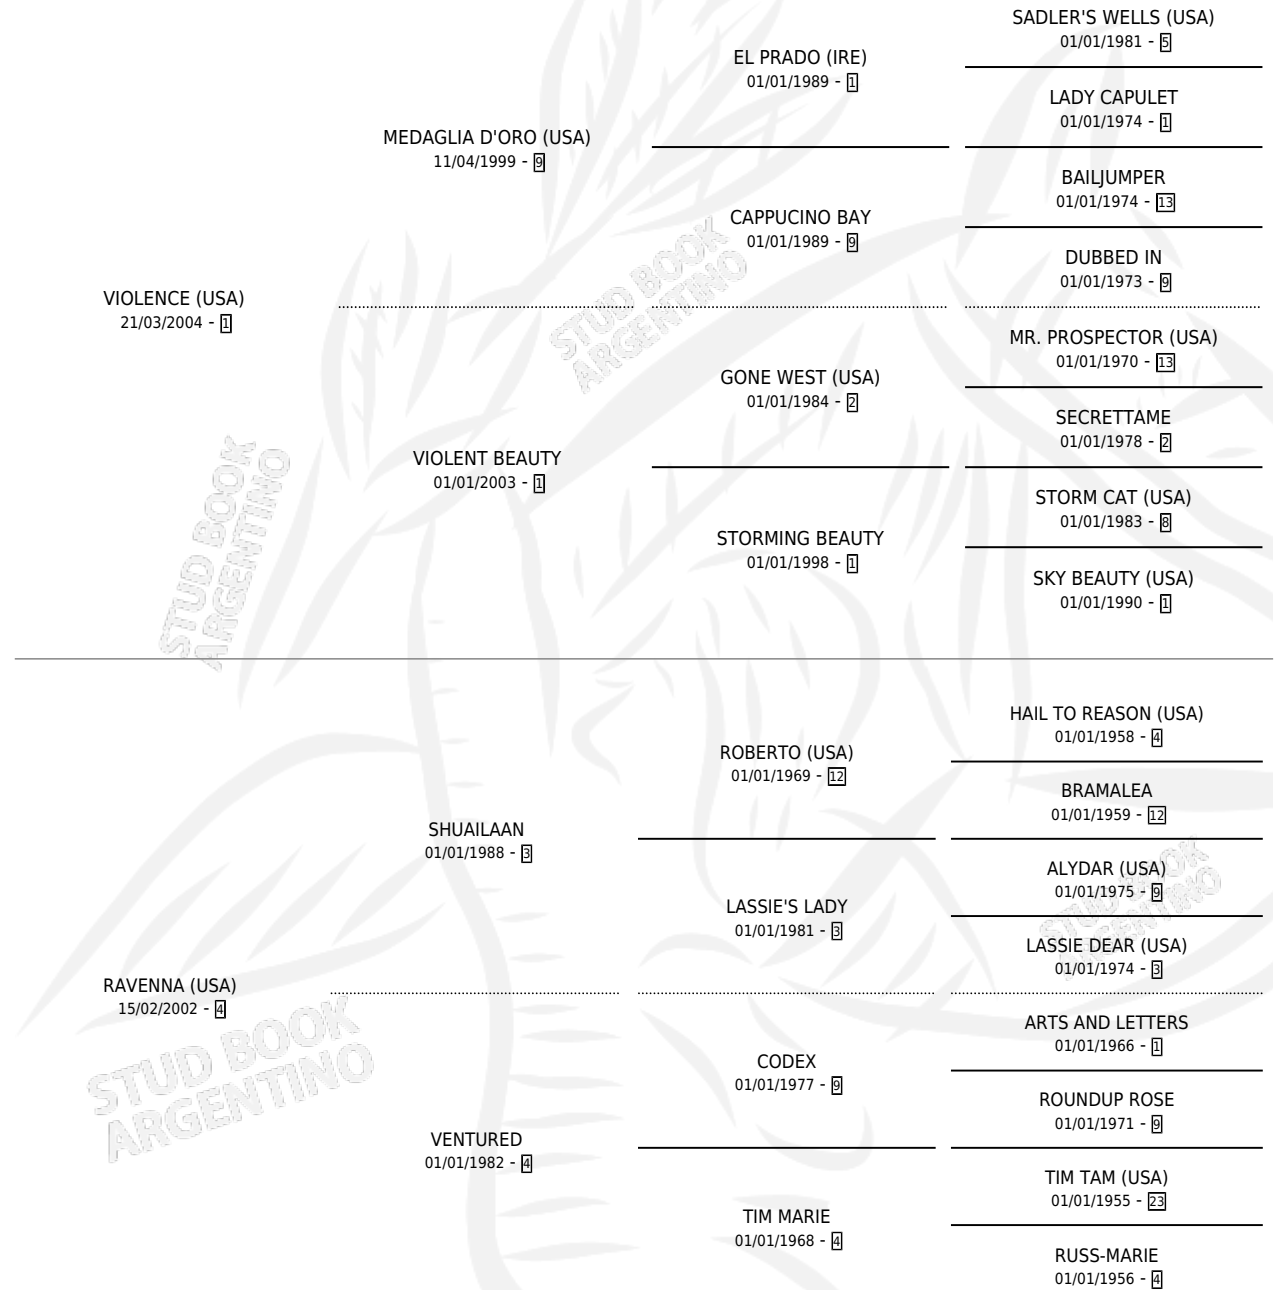 SADLER'S WELLS (USA)
01/01/1981 - 5
EL PRADO (IRE)
01/01/1989 - 1
LADY CAPULET
01/01/1974 - 1
MEDAGLIA D'ORO (USA)
11/04/1999 - 9
BAILJUMPER
01/01/1974 - 13
CAPPUCINO BAY
01/01/1989 - 9
DUBBED IN
01/01/1973 - 9
VIOLENCE (USA)
21/03/2004 - 1
STUD BOOK
ARGENTINO
MR. PROSPECTOR (USA)
01/01/1970 - 13
GONE WEST (USA)
01/01/1984 - 2
SECRETTAME
01/01/1978 - 2
VIOLENT BEAUTY
01/01/2003 - 1
STORM CAT (USA)
01/01/1983 - 8
STORMING BEAUTY
01/01/1998 - 1
SKY BEAUTY (USA)
01/01/1990 - 1
STUD BOOK
ARGENTINO
HAIL TO REASON (USA)
01/01/1958 - 4
ROBERTO (USA)
01/01/1969 - 12
BRAMALEA
01/01/1959 - 12
SHUAILAAN
01/01/1988 - 3
ALYDAR (USA)
01/01/1975 - 9
LASSIE'S LADY
01/01/1981 - 3
LASSIE DEAR (USA)
01/01/1974 - 3
STUD BOOK
ARGENTINO
RAVENNA (USA)
15/02/2002 - 4
ARTS AND LETTERS
01/01/1966 - 1
CODEX
01/01/1977 - 9
ROUNDUP ROSE
01/01/1971 - 9
STUD BOOK
ARGENTINO
VENTURED
01/01/1982 - 4
TIM TAM (USA)
01/01/1955 - 23
TIM MARIE
01/01/1968 - 4
RUSS-MARIE
01/01/1956 - 4